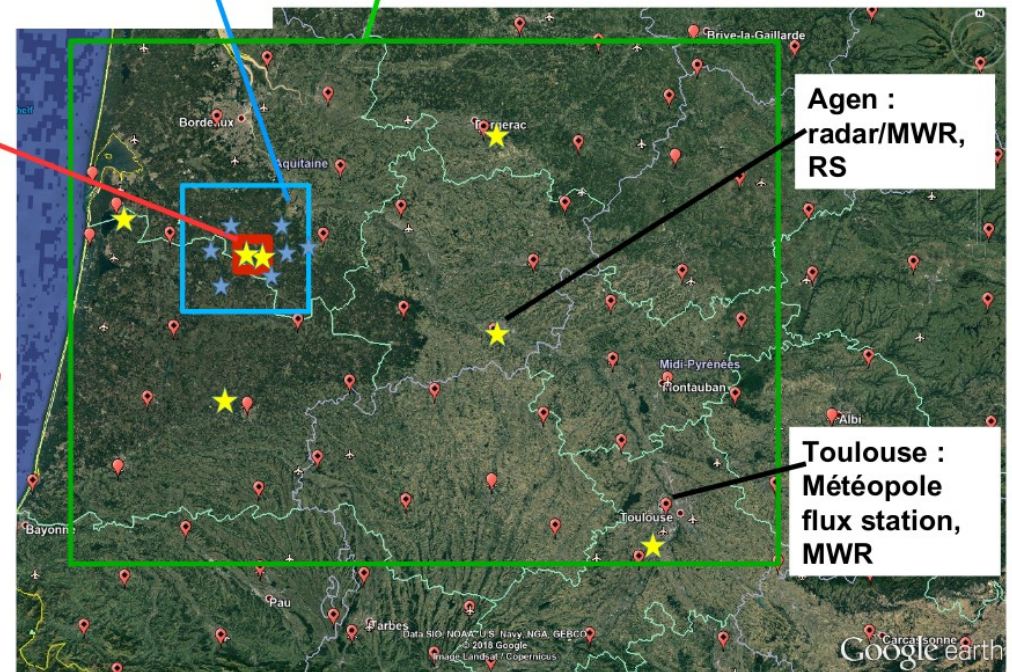 Brive-la-Gaillarde
Agen :
radar/MWR,
RS
Bordeaux
Bergerac
Aquitaine
Midi-Pyrénées
Montauban
Albi
Toulouse :
Météopole
flux station,
MWR
Toulouse
Bayonne
Pau
Tarbes
Data SIO, NOAA, U.S. Navy, NGA, GEBCO
© 2018 Google
Image Landsat / Copernicus
Carcassonne
Google earth